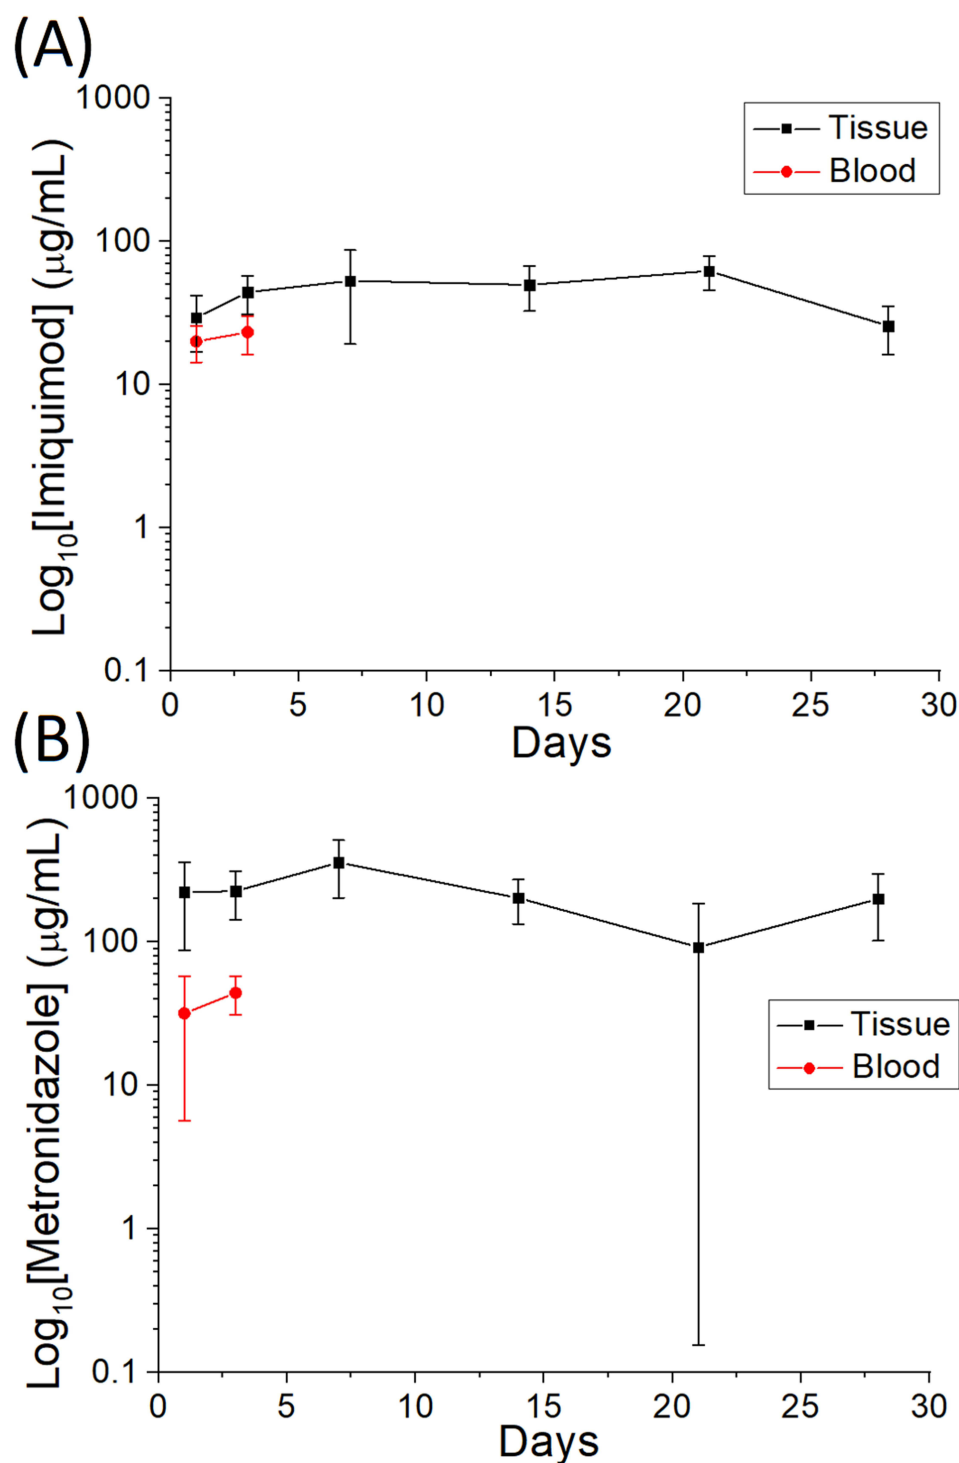 (A)
1000
100
10
1
0.1
Log₁₀[Imiquimod] (μg/mL)
Tissue
Blood
0 5 10 15 20 25 30
Days
(B)
1000
100
10
1
0.1
Log₁₀[Metronidazole] (μg/mL)
Tissue
Blood
0 5 10 15 20 25 30
Days